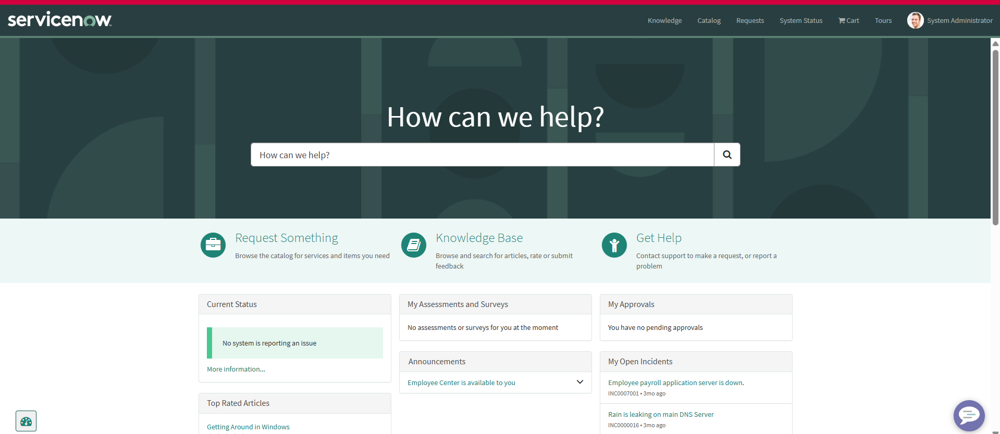 servicenow
Knowledge
Catalog
Requests
System Status
Cart
Tours
System Administrator
How can we help?
How can we help?
Request Something
Browse the catalog for services and items you need
Knowledge Base
Browse and search for articles, rate or submit
feedback
Get Help
Contact support to make a request, or report a
problem
Current Status
No system is reporting an issue
More information...
Top Rated Articles
Getting Around in Windows
My Assessments and Surveys
No assessments or surveys for you at the moment
Announcements
Employee Center is available to you
My Approvals
You have no pending approvals
My Open Incidents
Employee payroll application server is down.
INC0007001 • 3mo ago
Rain is leaking on main DNS Server
INC0000016 • 3mo ago